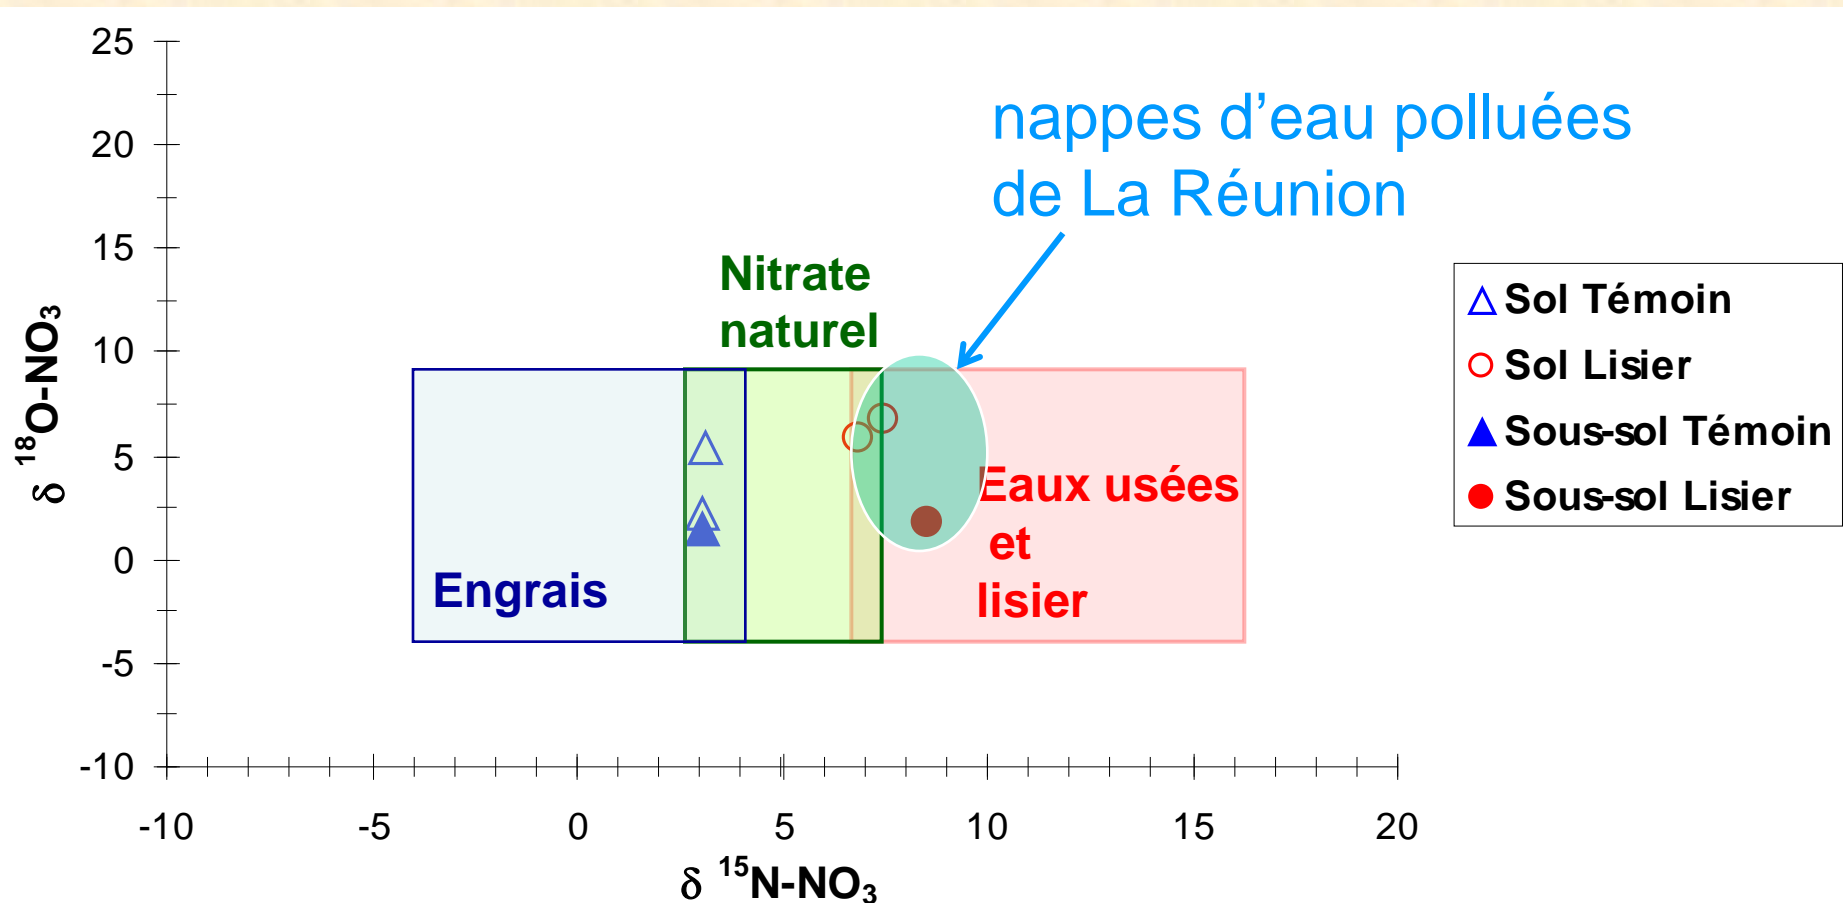 25
20
15
10
5
0
-5
-10
δ ¹⁸O-NO₃
nappes d'eau polluées
de La Réunion
Nitrate
naturel
Engrais
Eaux usées
et
lisier
Sol Témoin
Sol Lisier
Sous-sol Témoin
Sous-sol Lisier
-10 -5 0 5 10 15 20
δ ¹⁵N-NO₃